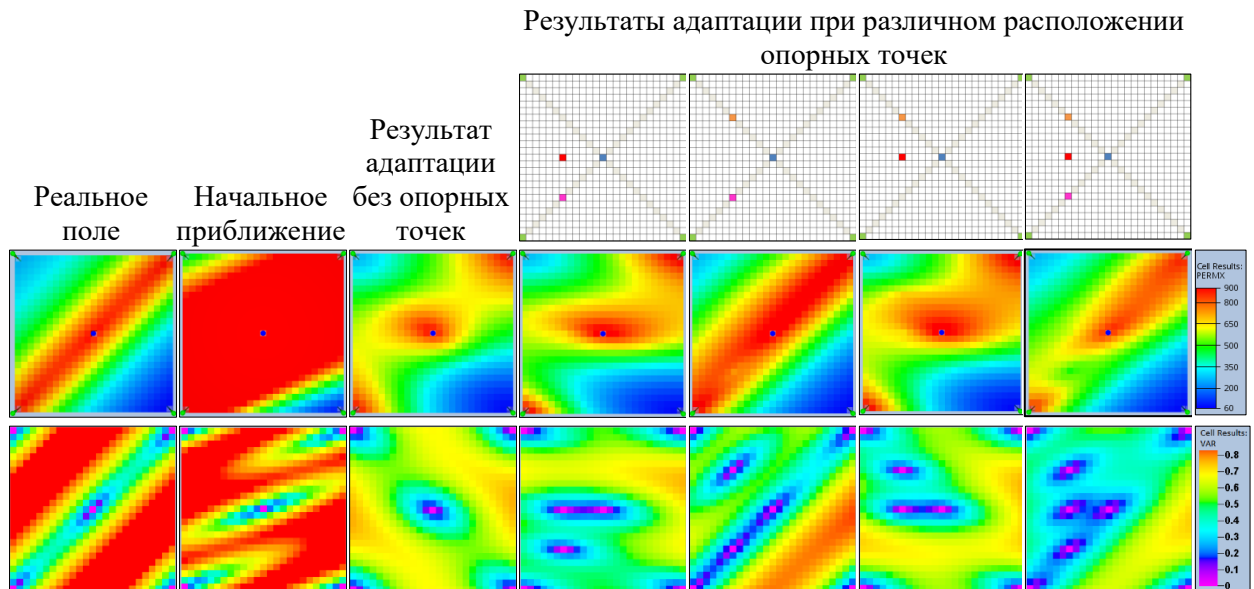 Результаты адаптации при различном расположении
опорных точек
Реальное
поле
Начальное
приближение
Результат
адаптации
без опорных
точек
Cell Results:
PERMX
900
800
650
500
350
200
60
Cell Results:
VAR
0.8
0.7
0.6
0.5
0.4
0.3
0.2
0.1
0